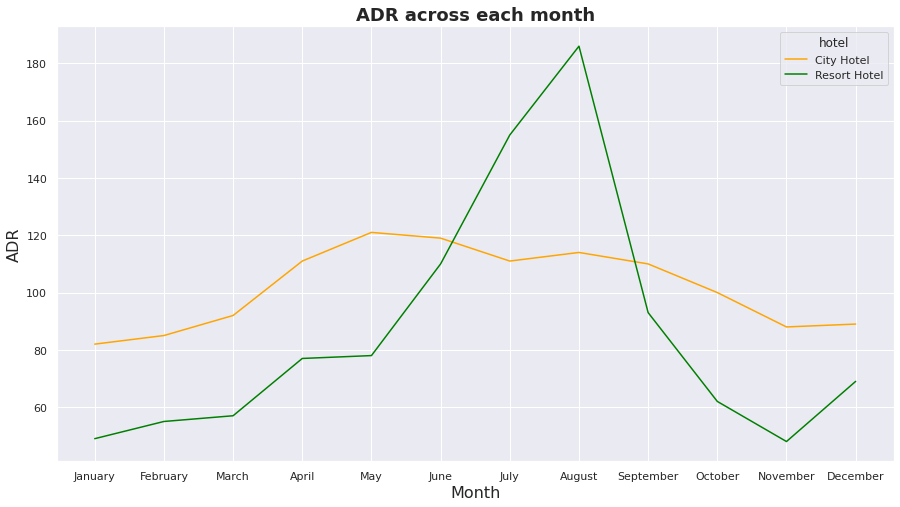 ADR across each month
hotel
City Hotel
Resort Hotel
ADR
180
160
140
120
100
80
60
January February March April May June July August September October November December
Month